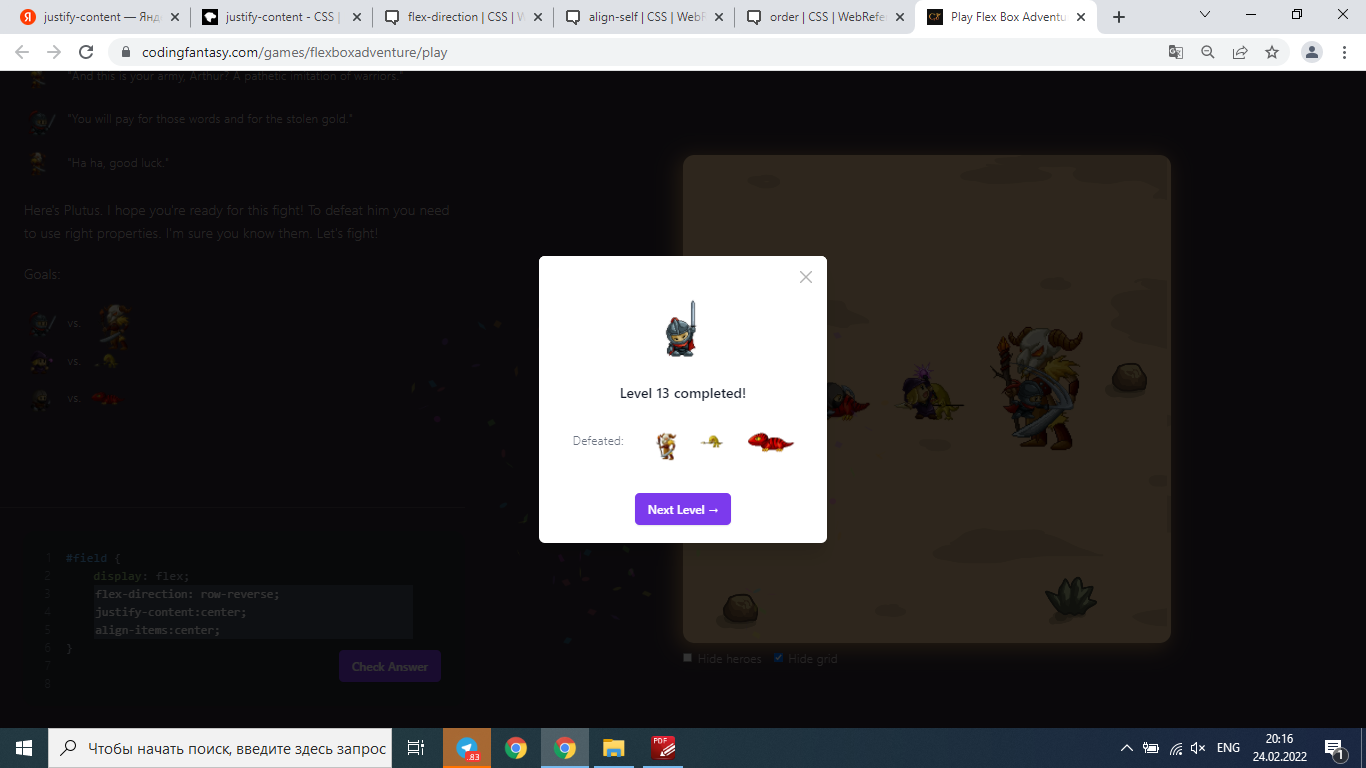 justify-content — Янд
justify-content - CSS |
flex-direction | CSS | W
align-self | CSS | WebR
order | CSS | WebRefe
Play Flex Box Adventu
codingfantasy.com/games/flexboxadventure/play
"And this is your army, Arthur? A pathetic imitation of warriors."
"You will pay for those words and for the stolen gold."
"Ha ha, good luck."
Here's Plutus. I hope you're ready for this fight! To defeat him you need
to use right properties. I'm sure you know them. Let's fight!
Goals:
vs.
vs.
vs.
Level 13 completed!
Defeated:
Next Level →
1 #field {
2 display: flex;
3 flex-direction: row-reverse;
4 justify-content:center;
5 align-items:center;
6 }
7
8
Check Answer
Hide heroes
Hide grid
Чтобы начать поиск, введите здесь запрос
83
PDF
ENG
20:16
24.02.2022
1